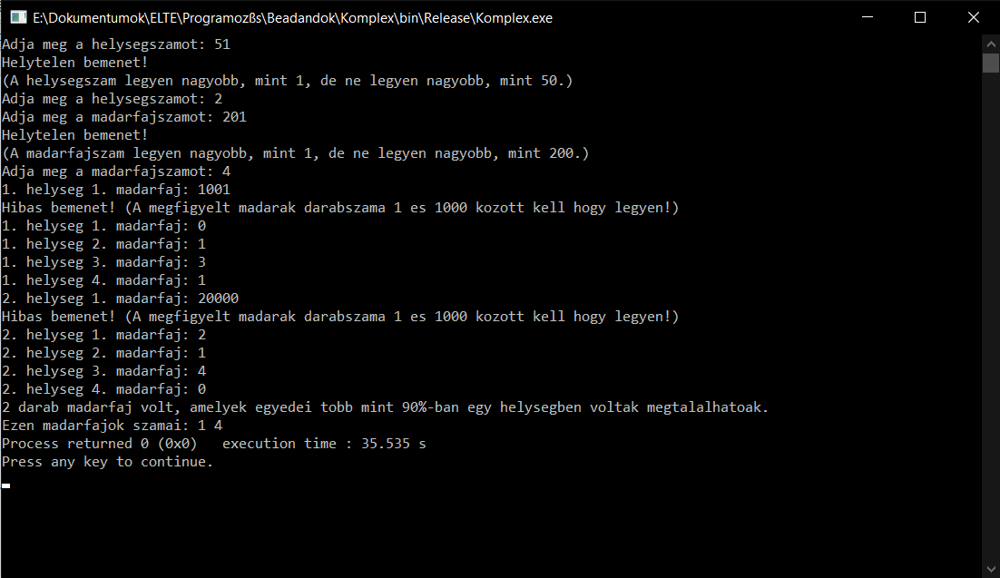 E:\Dokumentumok\ELTE\Programozßs\Beadandok\Komplex\bin\Release\Komplex.exe
Adja meg a helysegszamot: 51
Helytelen bemenet!
(A helysegszam legyen nagyobb, mint 1, de ne legyen nagyobb, mint 50.)
Adja meg a helysegszamot: 2
Adja meg a madarfajszamot: 201
Helytelen bemenet!
(A madarfajszam legyen nagyobb, mint 1, de ne legyen nagyobb, mint 200.)
Adja meg a madarfajszamot: 4
1. helyseg 1. madarfaj: 1001
Hibas bemenet! (A megfigyelt madarak darabszama 1 es 1000 kozott kell hogy legyen!)
1. helyseg 1. madarfaj: 0
1. helyseg 2. madarfaj: 1
1. helyseg 3. madarfaj: 3
1. helyseg 4. madarfaj: 1
2. helyseg 1. madarfaj: 20000
Hibas bemenet! (A megfigyelt madarak darabszama 1 es 1000 kozott kell hogy legyen!)
2. helyseg 1. madarfaj: 2
2. helyseg 2. madarfaj: 1
2. helyseg 3. madarfaj: 4
2. helyseg 4. madarfaj: 0
2 darab madarfaj volt, amelyek egyedei tobb mint 90%-ban egy helysegben voltak megtalalhatoak.
Ezen madarfajok szamai: 1 4
Process returned 0 (0x0)   execution time : 35.535 s
Press any key to continue.